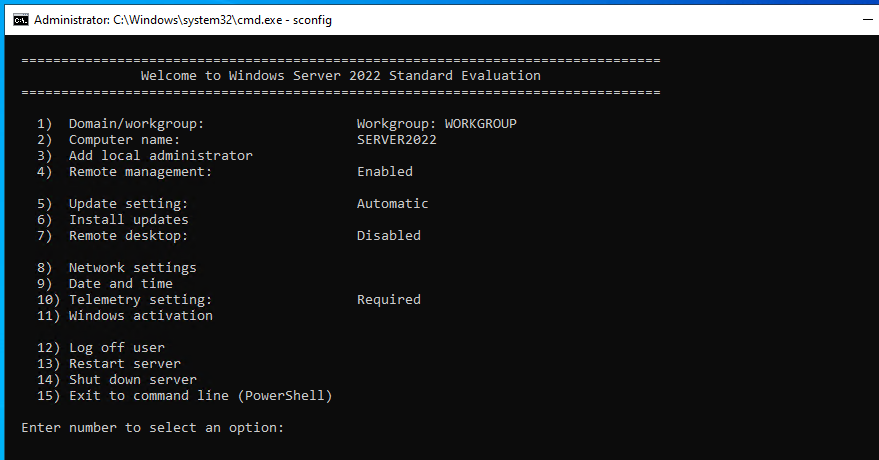 Administrator: C:\Windows\system32\cmd.exe - sconfig
================================================================================
Welcome to Windows Server 2022 Standard Evaluation
================================================================================
1) Domain/workgroup: Workgroup: WORKGROUP
2) Computer name: SERVER2022
3) Add local administrator
4) Remote management: Enabled
5) Update setting: Automatic
6) Install updates
7) Remote desktop: Disabled
8) Network settings
9) Date and time
10) Telemetry setting: Required
11) Windows activation
12) Log off user
13) Restart server
14) Shut down server
15) Exit to command line (PowerShell)
Enter number to select an option: